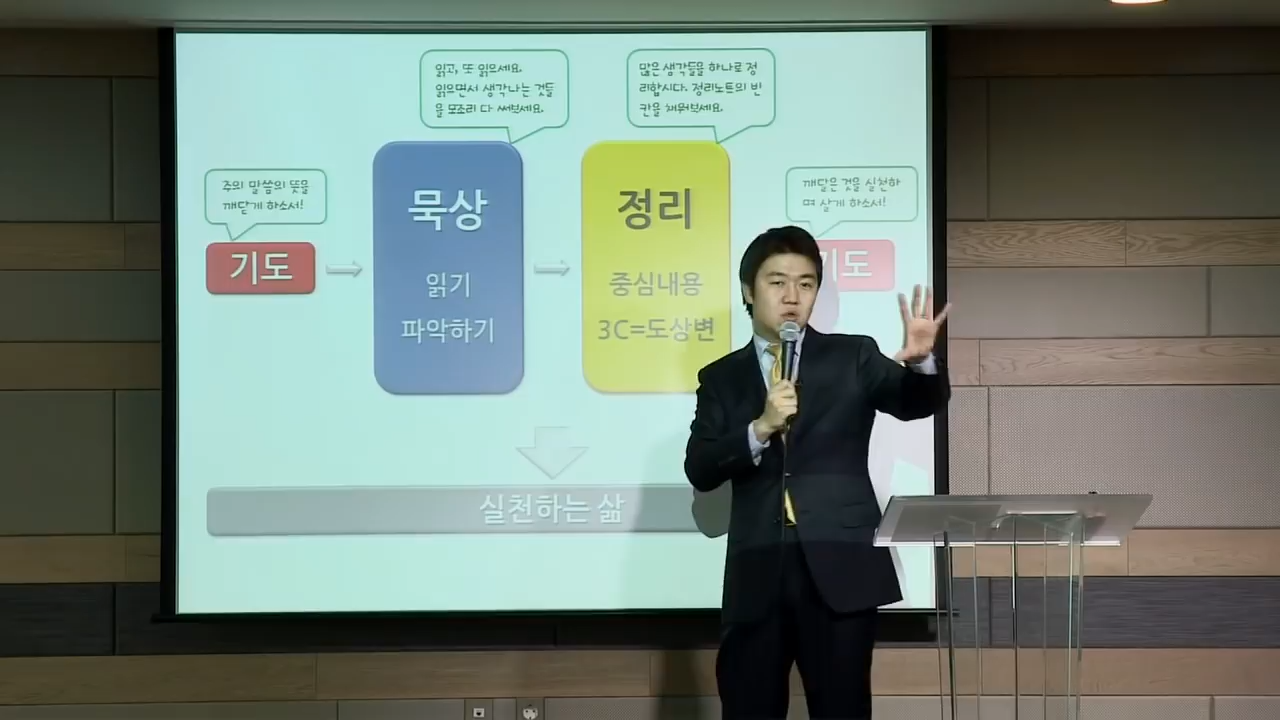 읽고, 또 읽으세요.
읽으면서 생각나는 것들
을 모조리 다 써보세요.
많은 생각들을 하나로 정
리합시다. 정리노트의 빈
칸을 채워보세요.
주의 말씀의 뜻을
깨닫게 하소서!
깨달은 것을 실천하
며 살게 하소서!
기도
묵상
읽기
파악하기
정리
중심내용
3C=도상변
기도
실천하는 삶